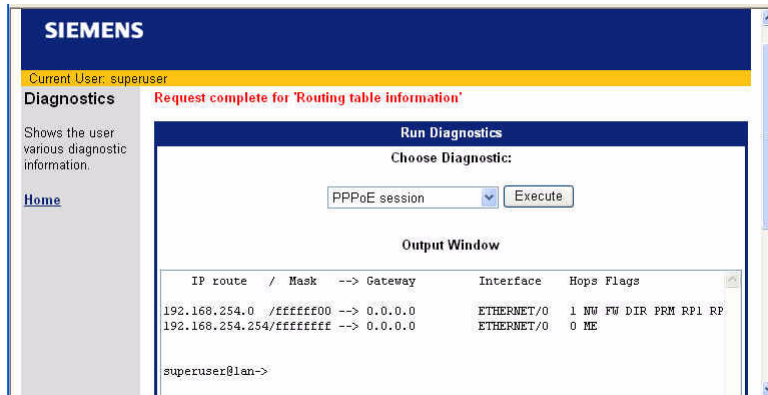 SIEMENS
Current User: superuser
Diagnostics
Shows the user
various diagnostic
information.
Home
Request complete for 'Routing table information'
Run Diagnostics
Choose Diagnostic:
PPPoE session
Execute
Output Window
IP route / Mask --> Gateway Interface Hops Flags
192.168.254.0 /ffffff00 --> 0.0.0.0 ETHERNET/0 1 NW FW DIR PRM RP1 RP
192.168.254.254/ffffffff --> 0.0.0.0 ETHERNET/0 0 ME
superuser@lan->